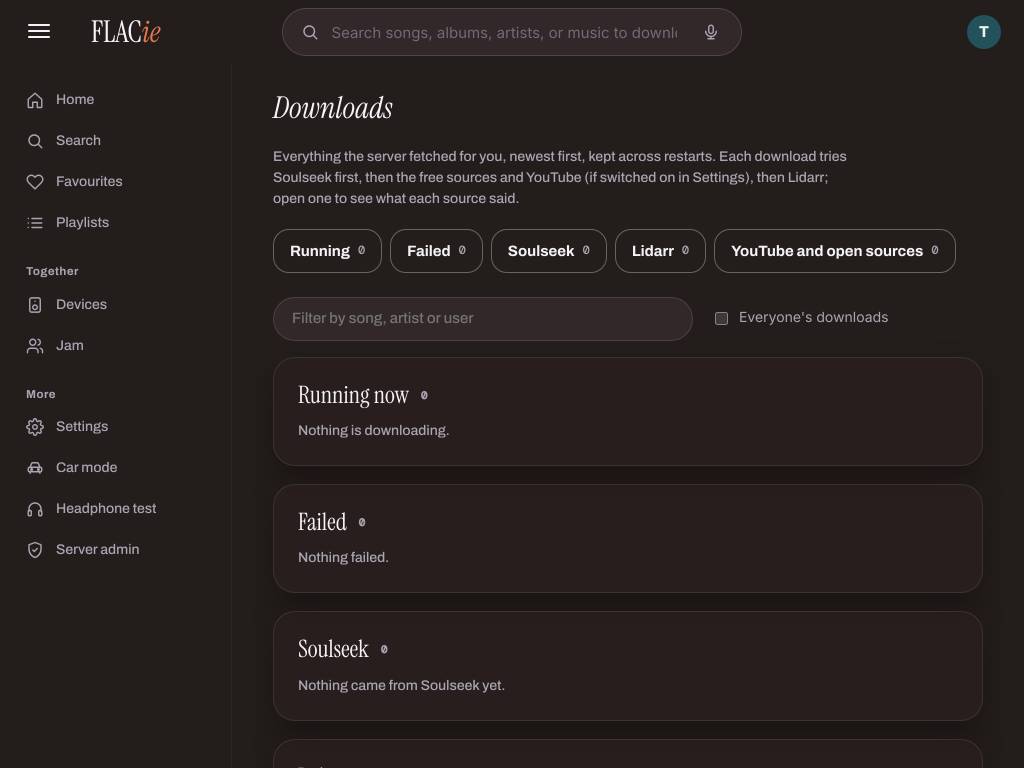 FLACie
Search songs, albums, artists, or music to downl
T
Home
Search
Favourites
Playlists
Together
Devices
Jam
More
Settings
Car mode
Headphone test
Server admin
Downloads
Everything the server fetched for you, newest first, kept across restarts. Each download tries
Soulseek first, then the free sources and YouTube (if switched on in Settings), then Lidarr;
open one to see what each source said.
Running 0
Failed 0
Soulseek 0
Lidarr 0
YouTube and open sources 0
Filter by song, artist or user
Everyone's downloads
Running now 0
Nothing is downloading.
Failed 0
Nothing failed.
Soulseek 0
Nothing came from Soulseek yet.